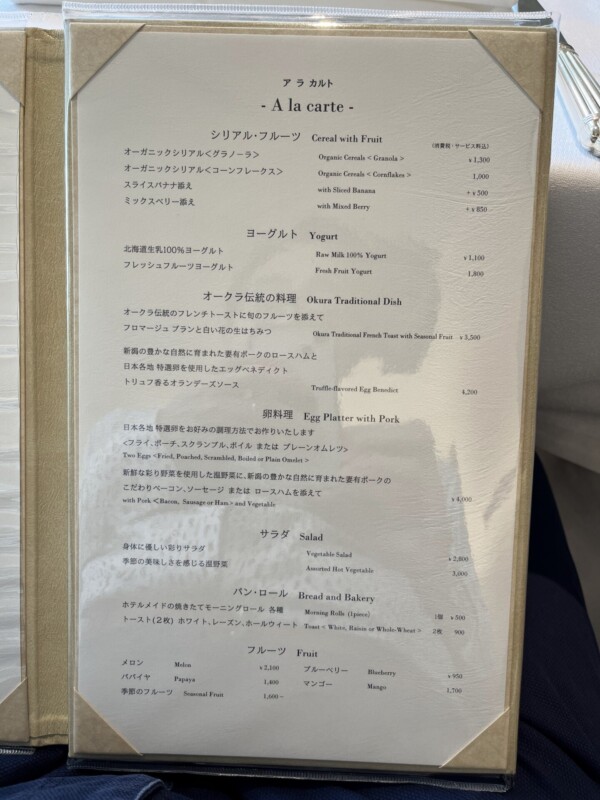 ア ラ カルト
- A la carte -
シリアル・フルーツ Cereal with Fruit
(消費税・サービス料込)
オーガニックシリアル<グラノーラ> Organic Cereals < Granola > ¥1,300
オーガニックシリアル<コーンフレークス> Organic Cereals < Cornflakes > 1,000
スライスバナナ添え with Sliced Banana + ¥500
ミックスベリー添え with Mixed Berry + ¥850
ヨーグルト Yogurt
北海道生乳100%ヨーグルト Raw Milk 100% Yogurt ¥1,100
フレッシュフルーツヨーグルト Fresh Fruit Yogurt 1,800
オークラ伝統の料理 Okura Traditional Dish
オークラ伝統のフレンチトーストに旬のフルーツを添えて
フロマージュ ブランと白い花の生はちみつ Okura Traditional French Toast with Seasonal Fruit ¥3,500
新潟の豊かな自然に育まれた妻有ポークのロースハムと
日本各地 特選卵を使用したエッグベネディクト
トリュフ香るオランデーズソース Truffle-flavored Egg Benedict 4,200
卵料理 Egg Platter with Pork
日本各地 特選卵をお好みの調理方法でお作りいたします
<フライ、ポーチ、スクランブル、ボイル または プレーンオムレツ>
Two Eggs <Fried, Poached, Scrambled, Boiled or Plain Omelet >
新鮮な彩り野菜を使用した温野菜に、新潟の豊かな自然に育まれた妻有ポークの
こだわりベーコン、ソーセージ または ロースハムを添えて
with Pork <Bacon, Sausage or Ham> and Vegetable ¥4,000
サラダ Salad
身体に優しい彩りサラダ Vegetable Salad ¥2,800
季節の美味しさを感じる温野菜 Assorted Hot Vegetable 3,000
パン・ロール Bread and Bakery
ホテルメイドの焼きたてモーニングロール 各種 Morning Rolls (1piece) 1個 ¥500
トースト(2枚) ホワイト、レーズン、ホールウィート Toast < White, Raisin or Whole-Wheat > 2枚 900
フルーツ Fruit
メロン Melon ¥2,100 ブルーベリー Blueberry ¥950
パパイヤ Papaya 1,400 マンゴー Mango 1,700
季節のフルーツ Seasonal Fruit 1,600~